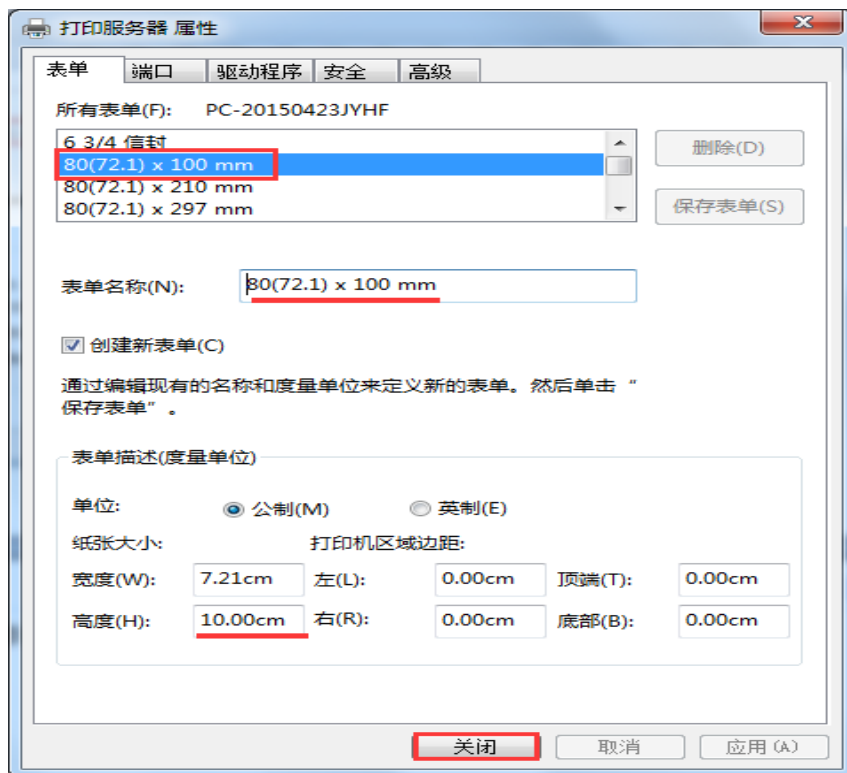 打印服务器 属性
表单 端口 驱动程序 安全 高级
所有表单(F): PC-20150423JYHF
6 3/4 信封
80(72.1) x 100 mm
80(72.1) x 210 mm
80(72.1) x 297 mm
删除(D)
保存表单(S)
表单名称(N): 80(72.1) x 100 mm
创建新表单(C)
通过编辑现有的名称和度量单位来定义新的表单。然后单击“
保存表单”。
表单描述(度量单位)
单位: 公制(M) 英制(E)
纸张大小: 打印机区域边距:
宽度(W): 7.21cm 左(L): 0.00cm 顶端(T): 0.00cm
高度(H): 10.00cm 右(R): 0.00cm 底部(B): 0.00cm
关闭 取消 应用(A)